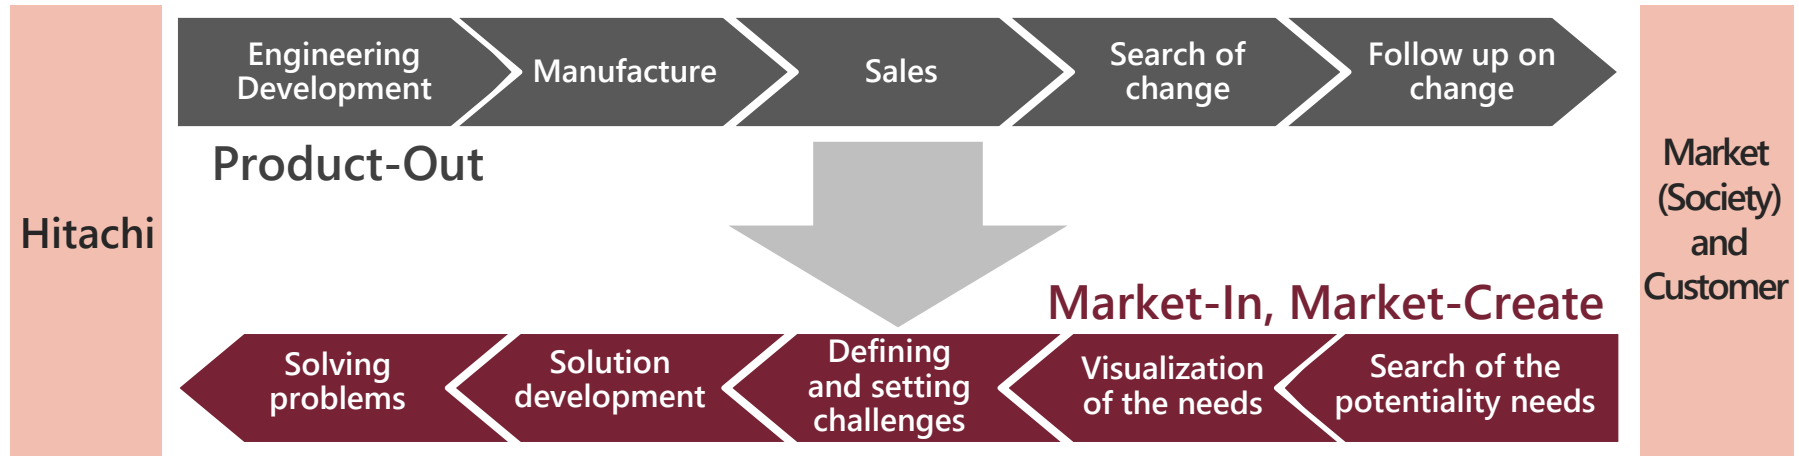 Hitachi
Engineering
Development
Manufacture
Sales
Search of
change
Follow up on
change
Product-Out
Market
(Society)
and
Customer
Market-In, Market-Create
Solving
problems
Solution
development
Defining
and setting
challenges
Visualization
of the needs
Search of the
potentiality needs